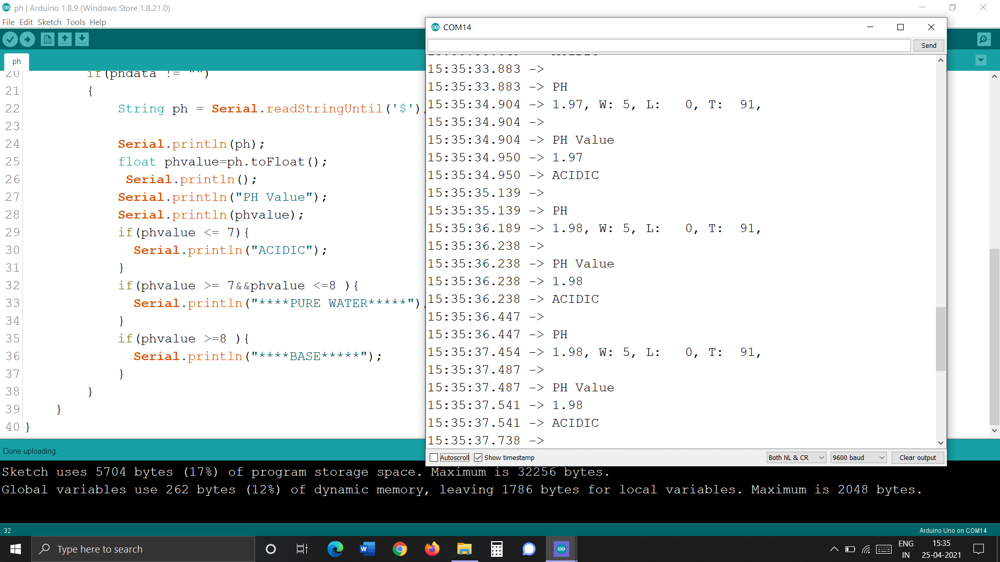 ph | Arduino 1.8.9 (Windows Store 1.8.21.0)
File Edit Sketch Tools Help
ph
20 if(phdata != "")
21 {
22 String ph = Serial.readStringUntil('$')
23
24 Serial.println(ph);
25 float phvalue=ph.toFloat();
26 Serial.println();
27 Serial.println("PH Value");
28 Serial.println(phvalue);
29 if(phvalue <= 7){
30 Serial.println("ACIDIC");
31 }
32 if(phvalue >= 7&&phvalue <=8 ){
33 Serial.println("****PURE WATER*****")
34 }
35 if(phvalue >=8 ){
36 Serial.println("****BASE*****");
37 }
38 }
39 }
40 }
COM14
Send
15:35:33.883 ->
15:35:33.883 -> PH
15:35:34.904 -> 1.97, W: 5, L:   0, T:  91,
15:35:34.904 ->
15:35:34.904 -> PH Value
15:35:34.950 -> 1.97
15:35:34.950 -> ACIDIC
15:35:35.139 ->
15:35:35.139 -> PH
15:35:36.189 -> 1.98, W: 5, L:   0, T:  91,
15:35:36.238 ->
15:35:36.238 -> PH Value
15:35:36.238 -> 1.98
15:35:36.238 -> ACIDIC
15:35:36.447 ->
15:35:36.447 -> PH
15:35:37.454 -> 1.98, W: 5, L:   0, T:  91,
15:35:37.487 ->
15:35:37.487 -> PH Value
15:35:37.541 -> 1.98
15:35:37.541 -> ACIDIC
15:35:37.738 ->
Autoscroll Show timestamp Both NL & CR 9600 baud Clear output
Done uploading.
Sketch uses 5704 bytes (17%) of program storage space. Maximum is 32256 bytes.
Global variables use 262 bytes (12%) of dynamic memory, leaving 1786 bytes for local variables. Maximum is 2048 bytes.
32 Arduino Uno on COM14
Type here to search
ENG
IN
15:35
25-04-2021